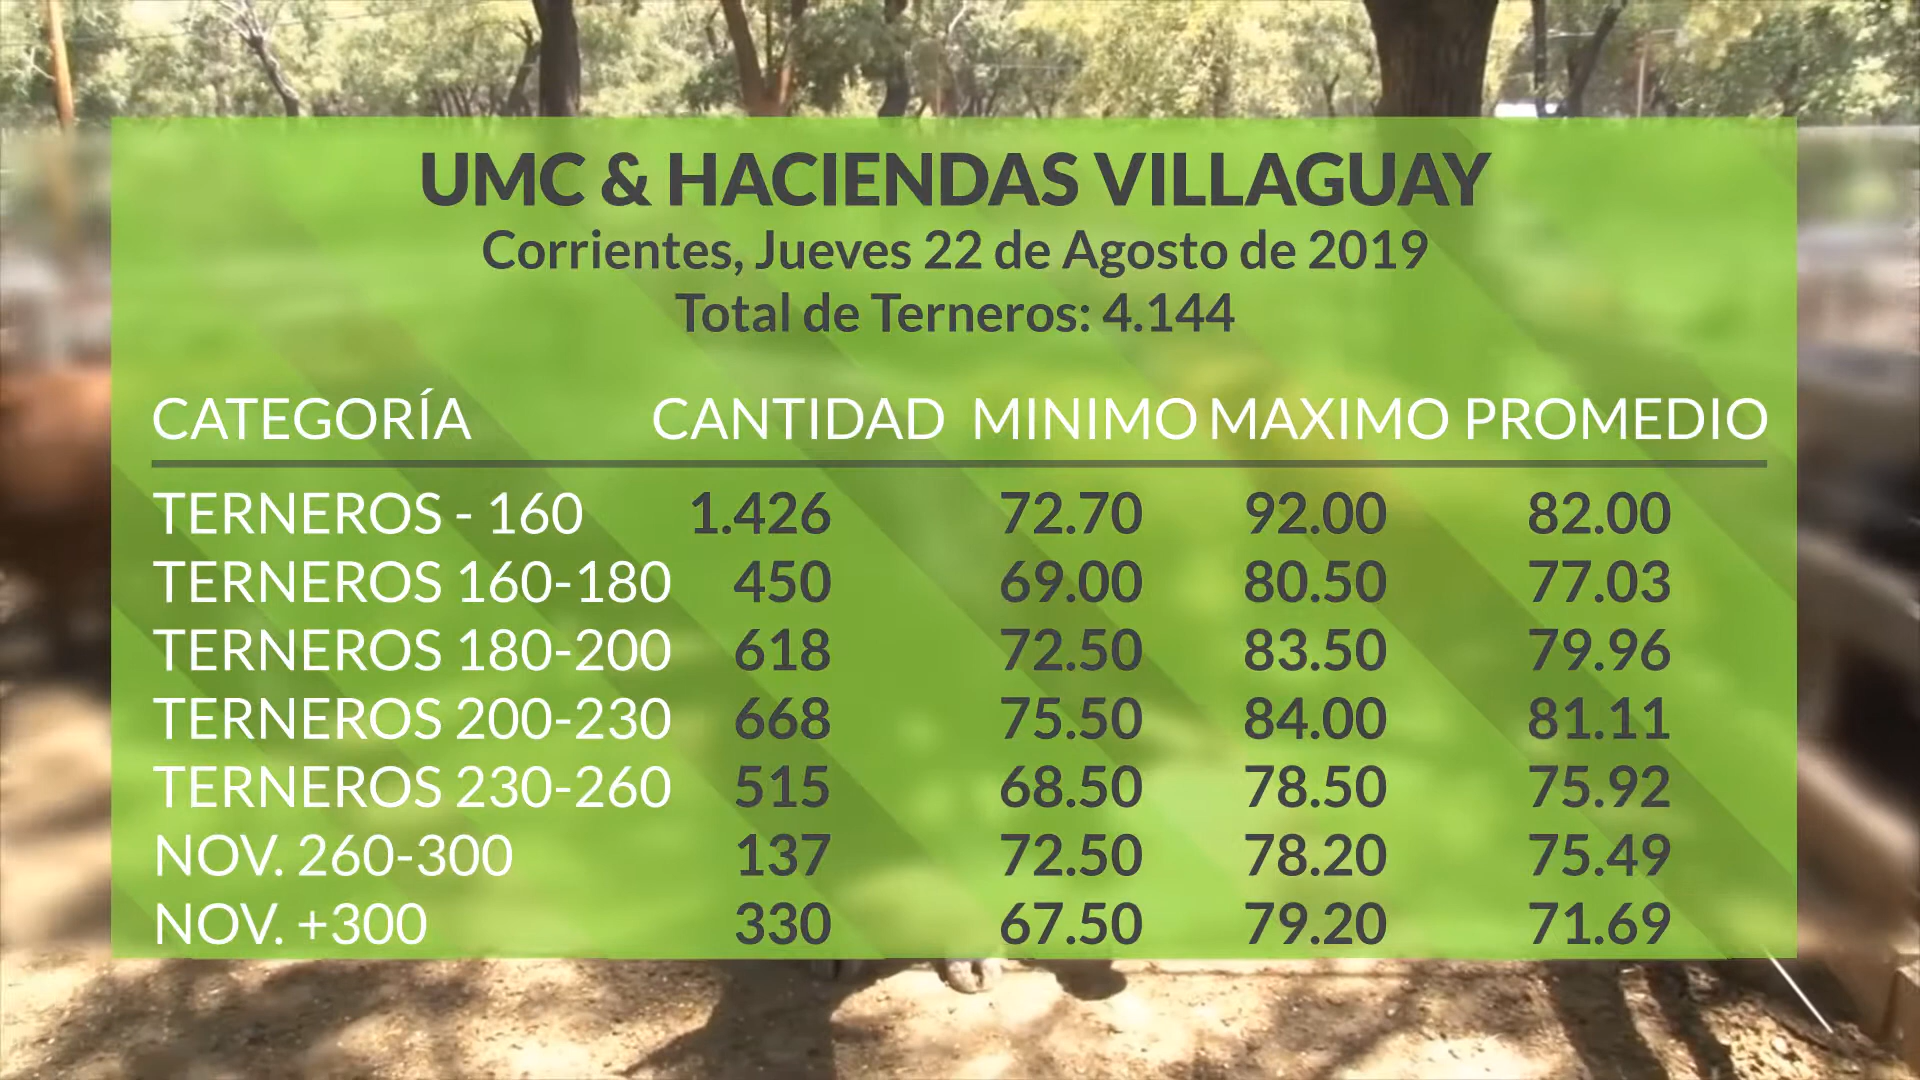 UMC & HACIENDAS VILLAGUAY
Corrientes, Jueves 22 de Agosto de 2019
Total de Terneros: 4.144
CATEGORÍA CANTIDAD MINIMO MAXIMO PROMEDIO
TERNEROS - 160 1.426 72.70 92.00 82.00
TERNEROS 160-180 450 69.00 80.50 77.03
TERNEROS 180-200 618 72.50 83.50 79.96
TERNEROS 200-230 668 75.50 84.00 81.11
TERNEROS 230-260 515 68.50 78.50 75.92
NOV. 260-300 137 72.50 78.20 75.49
NOV. +300 330 67.50 79.20 71.69